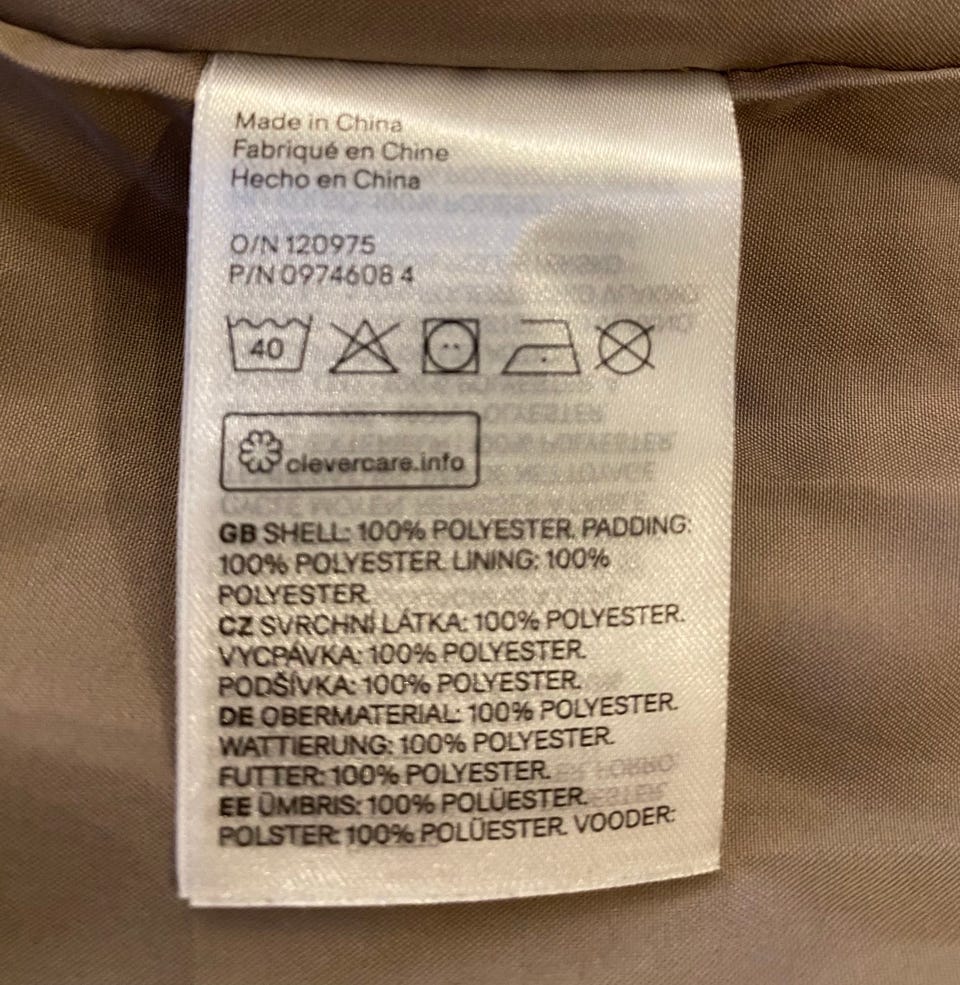 Made in China
Fabriqué en Chine
Hecho en China
O/N 120975
P/N 0974608 4
40
clevercare.info
GB SHELL: 100% POLYESTER. PADDING:
100% POLYESTER. LINING: 100%
POLYESTER.
CZ SVRCHNÍ LÁTKA: 100% POLYESTER.
VYCPÁVKA: 100% POLYESTER.
PODŠÍVKA: 100% POLYESTER.
DE OBERMATERIAL: 100% POLYESTER.
WATTIERUNG: 100% POLYESTER.
FUTTER: 100% POLYESTER.
EE ÜMBRIS: 100% POLÜESTER.
POLSTER: 100% POLÜESTER. VOODER: